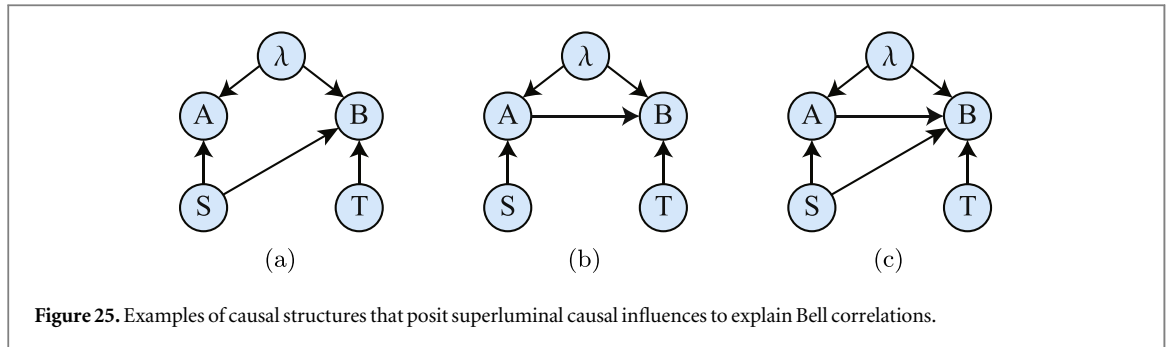 λ λ λ
A B A B A B
S T S T S T
(a) (b) (c)
Figure 25. Examples of causal structures that posit superluminal causal influences to explain Bell correlations.